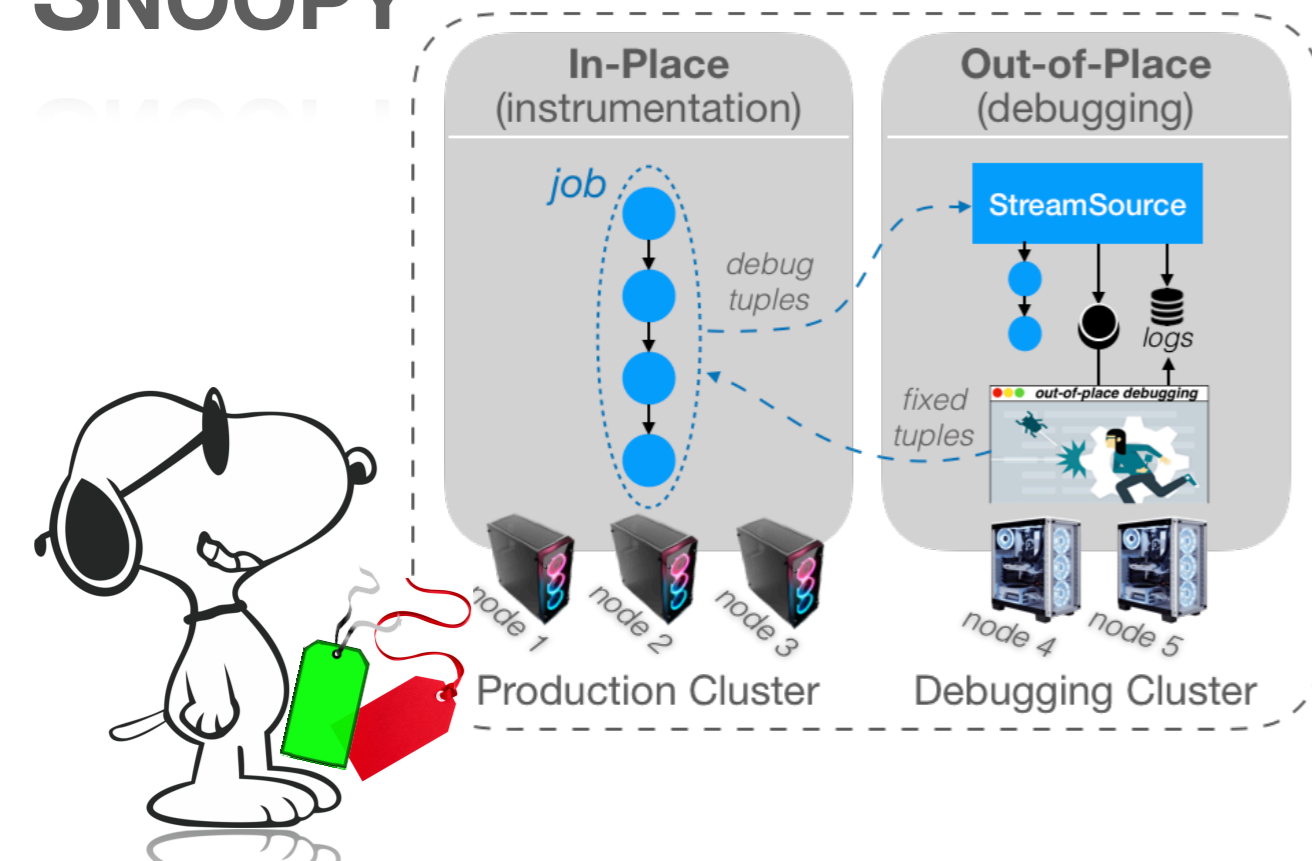 SNOOPY
In-Place
(instrumentation)
job
debug
tuples
Out-of-Place
(debugging)
StreamSource
logs
out-of-place debugging
fixed
tuples
node 1
node 2
node 3
node 4
node 5
Production Cluster
Debugging Cluster